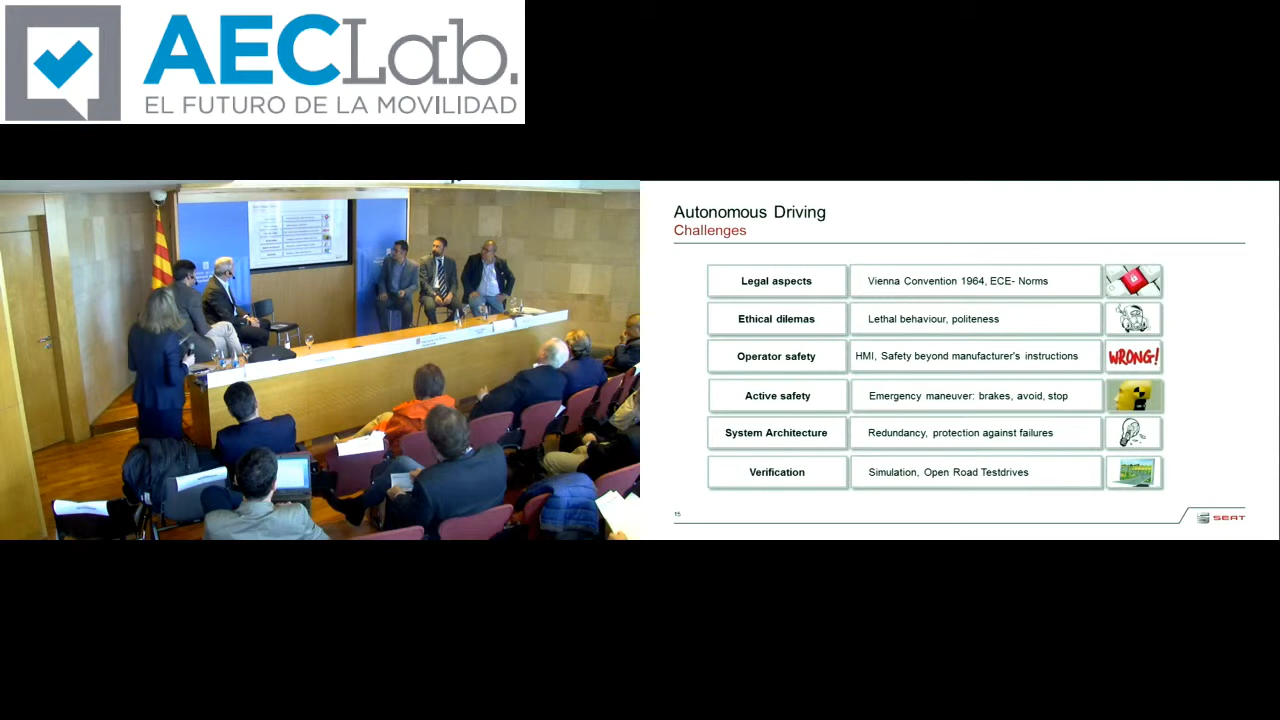 AECLab.
EL FUTURO DE LA MOVILIDAD
Autonomous Driving
Challenges
Legal aspects Vienna Convention 1964, ECE- Norms
Ethical dilemas Lethal behaviour, politeness
Operator safety HMI, Safety beyond manufacturer's instructions WRONG!
Active safety Emergency maneuver: brakes, avoid, stop
System Architecture Redundancy, protection against failures
Verification Simulation, Open Road Testdrives
15
SEAT